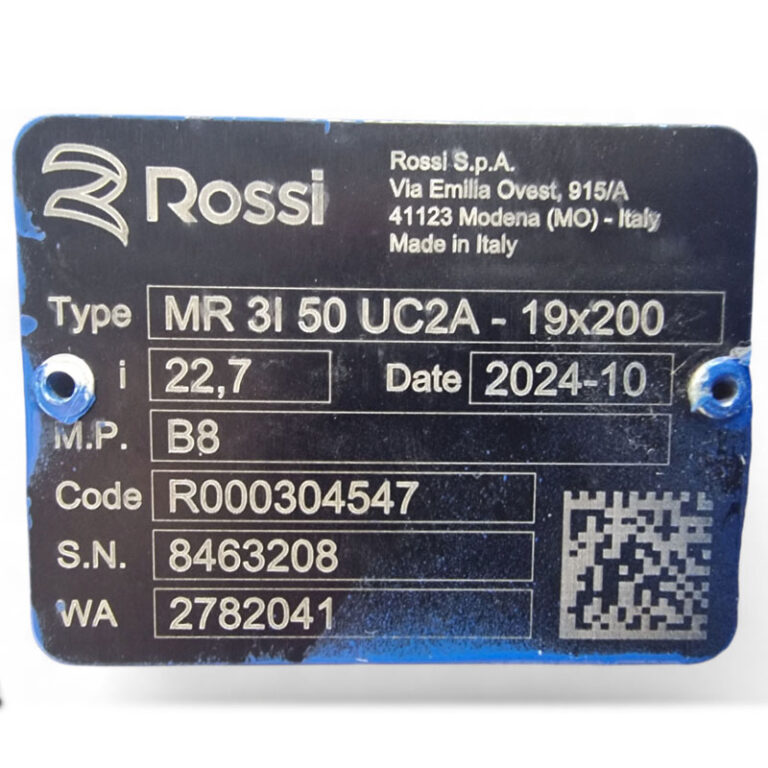 Rossi
Rossi S.p.A.
Via Emilia Ovest, 915/A
41123 Modena (MO) - Italy
Made in Italy
Type MR 3I 50 UC2A - 19x200
i 22,7 Date 2024-10
M.P. B8
Code R000304547
S.N. 8463208
WA 2782041